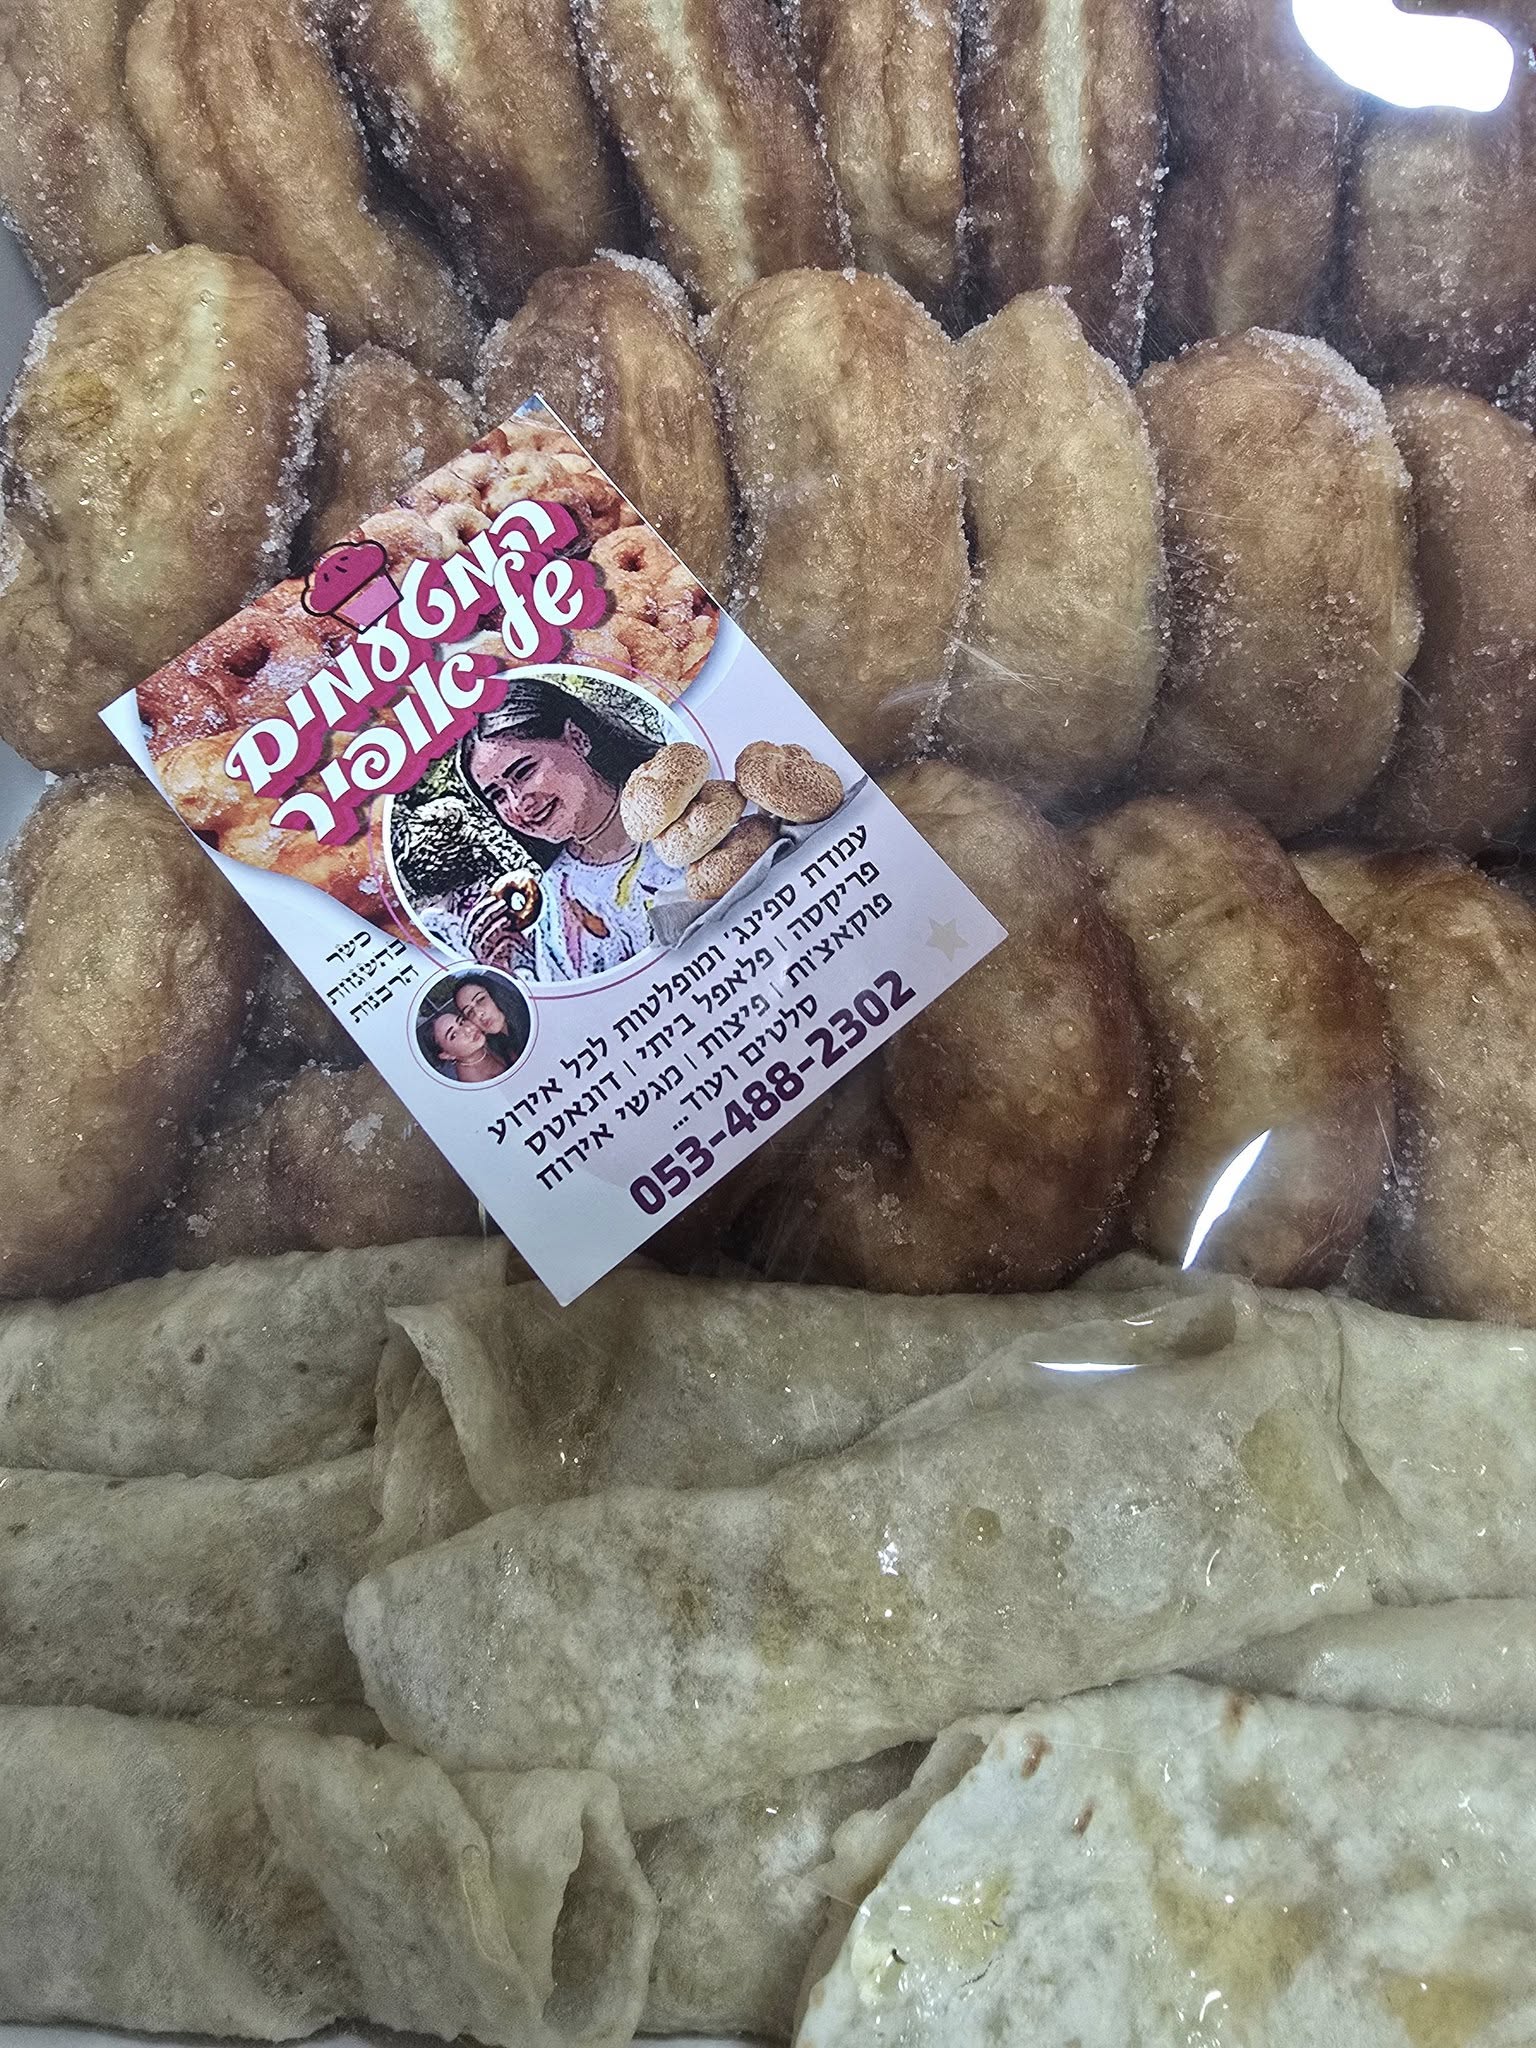 המטעמים
של אופיר
כשר
בהשגחת
הרבנות
עמדת ספינג' ומופלטות לכל אירוע
פריקסה | פלאפל ביתי | דונאטס
פוקאצ'ות | פיצות | מגשי אירוח
סלטים ועוד...
053-488-2302